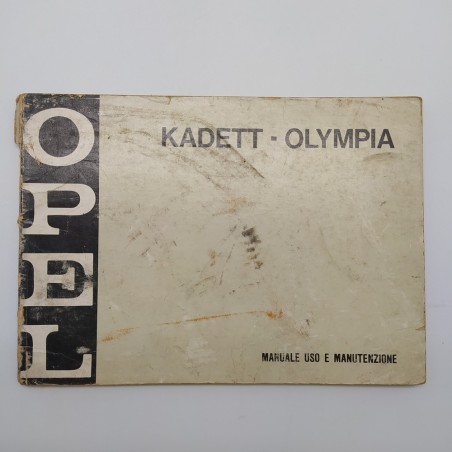 OPEL
KADETT - OLYMPIA
MANUALE USO E MANUTENZIONE